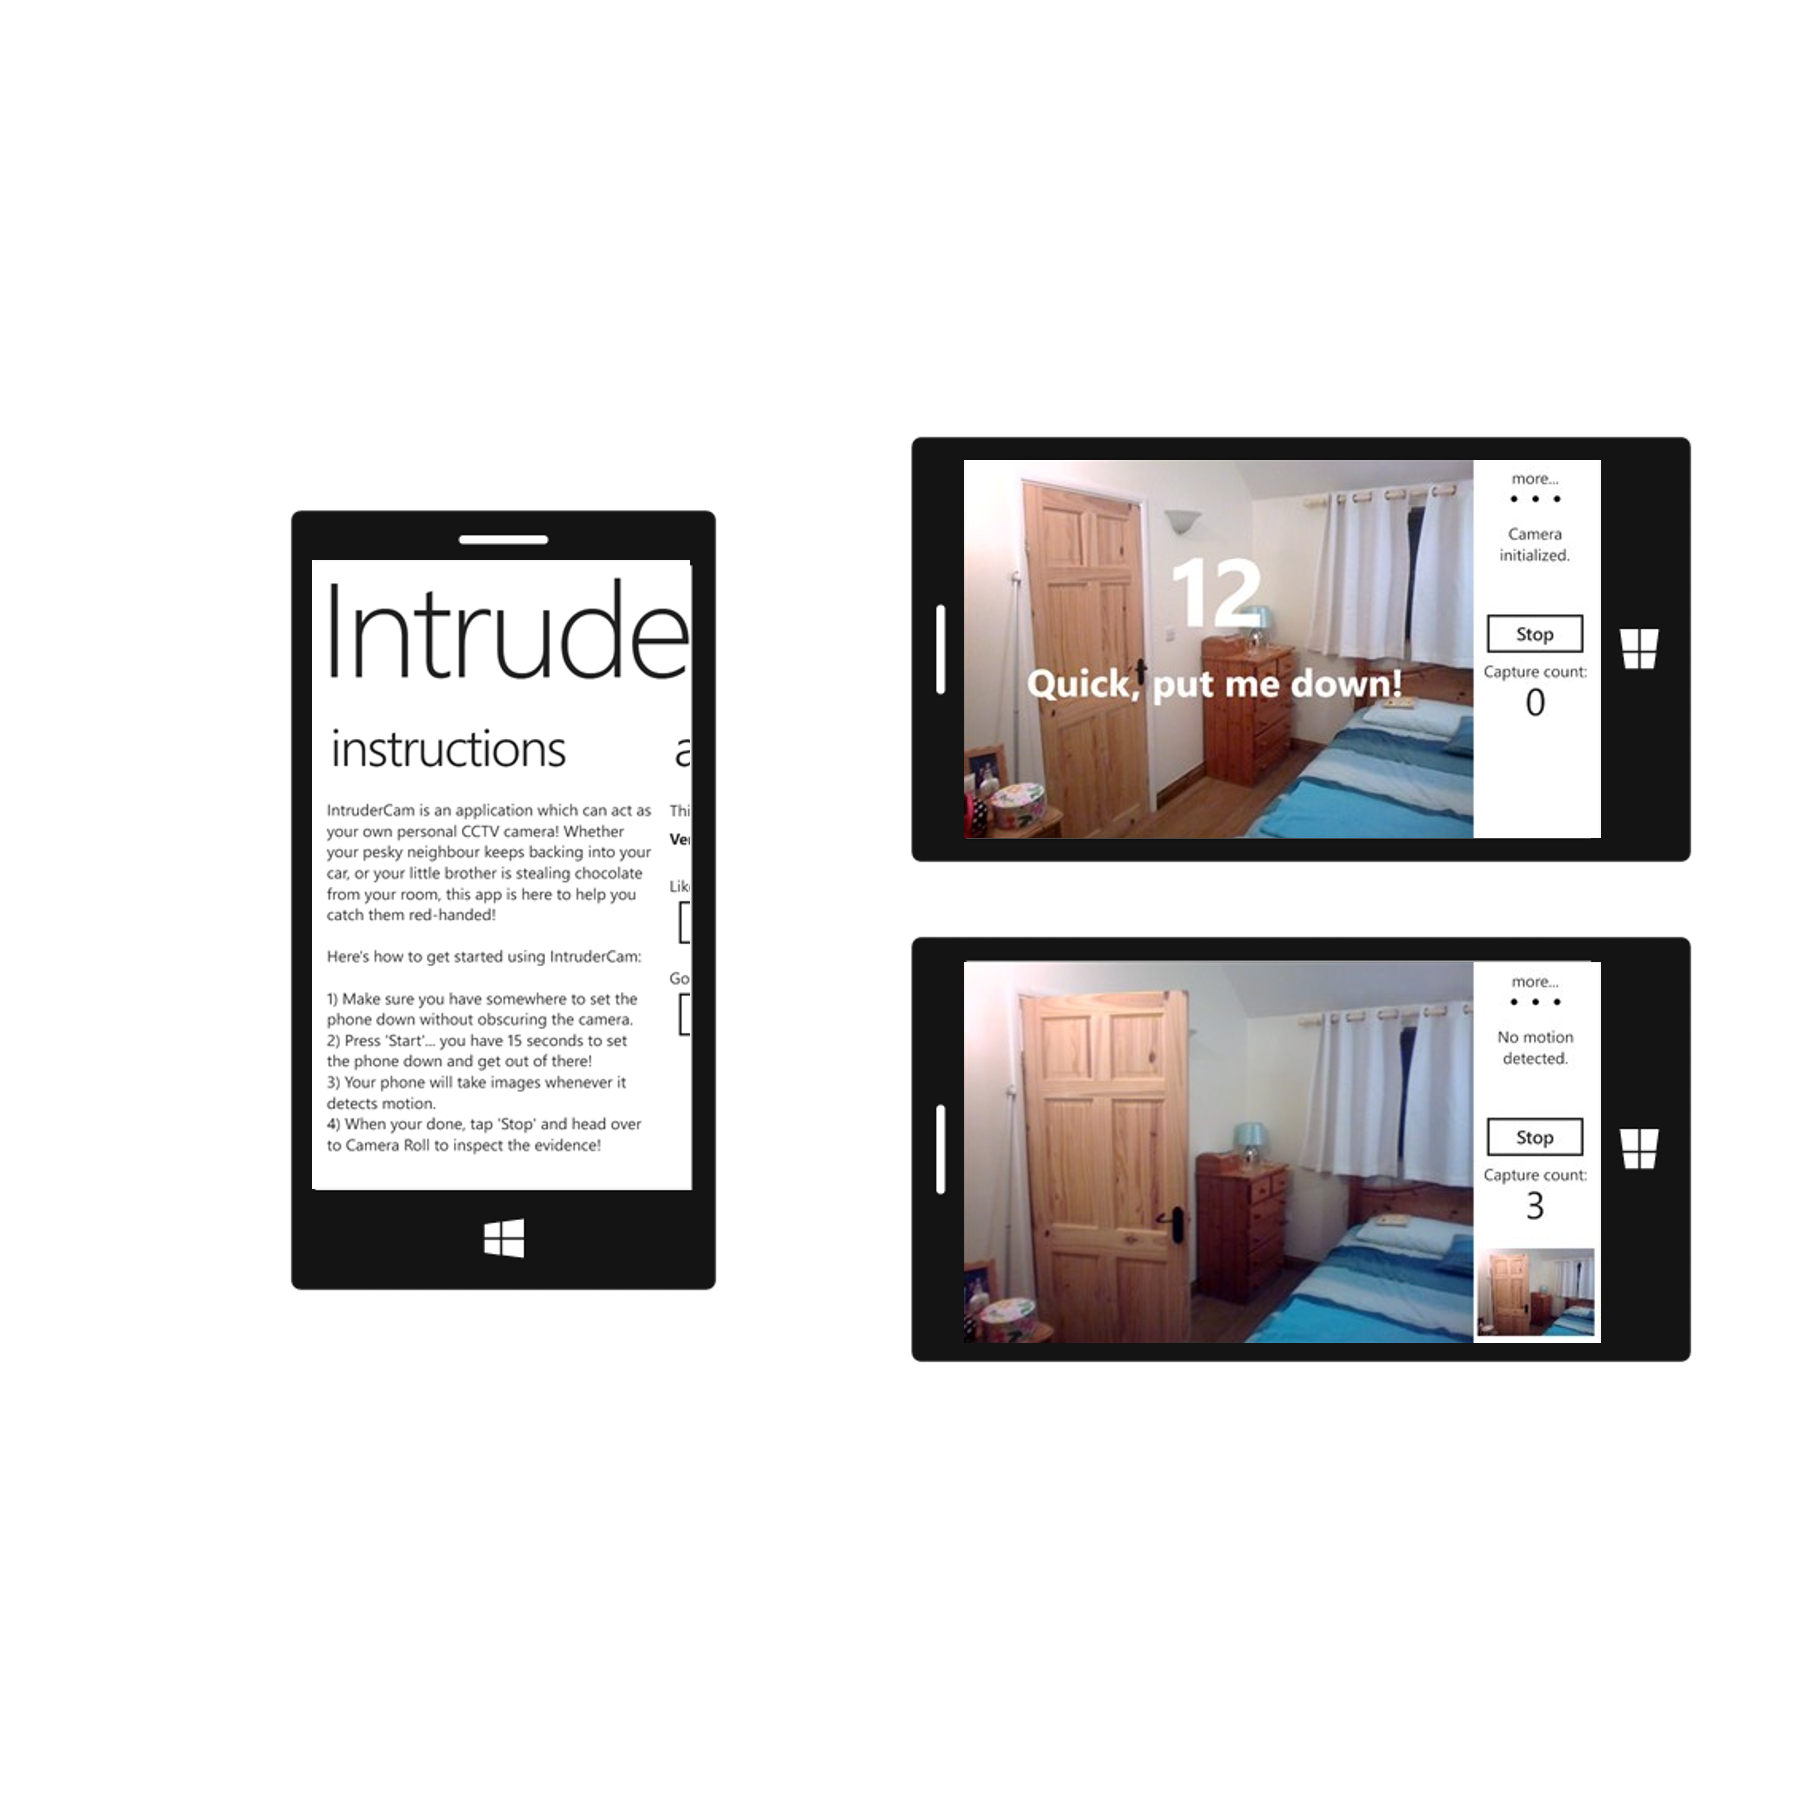 Intrude
instructions
a
IntruderCam is an application which can act as
your own personal CCTV camera! Whether
your pesky neighbour keeps backing into your
car, or your little brother is stealing chocolate
from your room, this app is here to help you
catch them red-handed!
Here's how to get started using IntruderCam:
1) Make sure you have somewhere to set the
phone down without obscuring the camera.
2) Press 'Start'... you have 15 seconds to set
the phone down and get out of there!
3) Your phone will take images whenever it
detects motion.
4) When your done, tap 'Stop' and head over
to Camera Roll to inspect the evidence!
Thi
Ver
Lik
Go
12
Quick, put me down!
more...
Camera
initialized.
Stop
Capture count:
0
more...
No motion
detected.
Stop
Capture count:
3